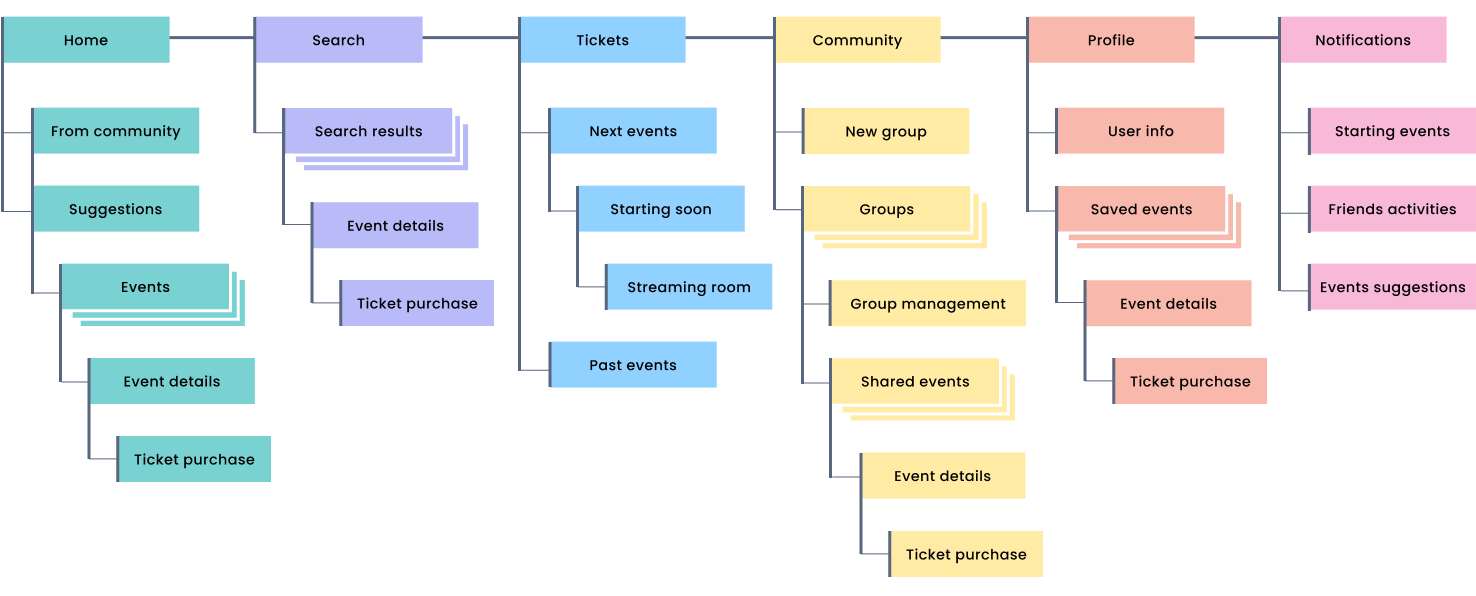 Home
From community
Suggestions
Events
Event details
Ticket purchase
Search
Search results
Event details
Ticket purchase
Tickets
Next events
Starting soon
Streaming room
Past events
Community
New group
Groups
Group management
Shared events
Event details
Ticket purchase
Profile
User info
Saved events
Event details
Ticket purchase
Notifications
Starting events
Friends activities
Events suggestions